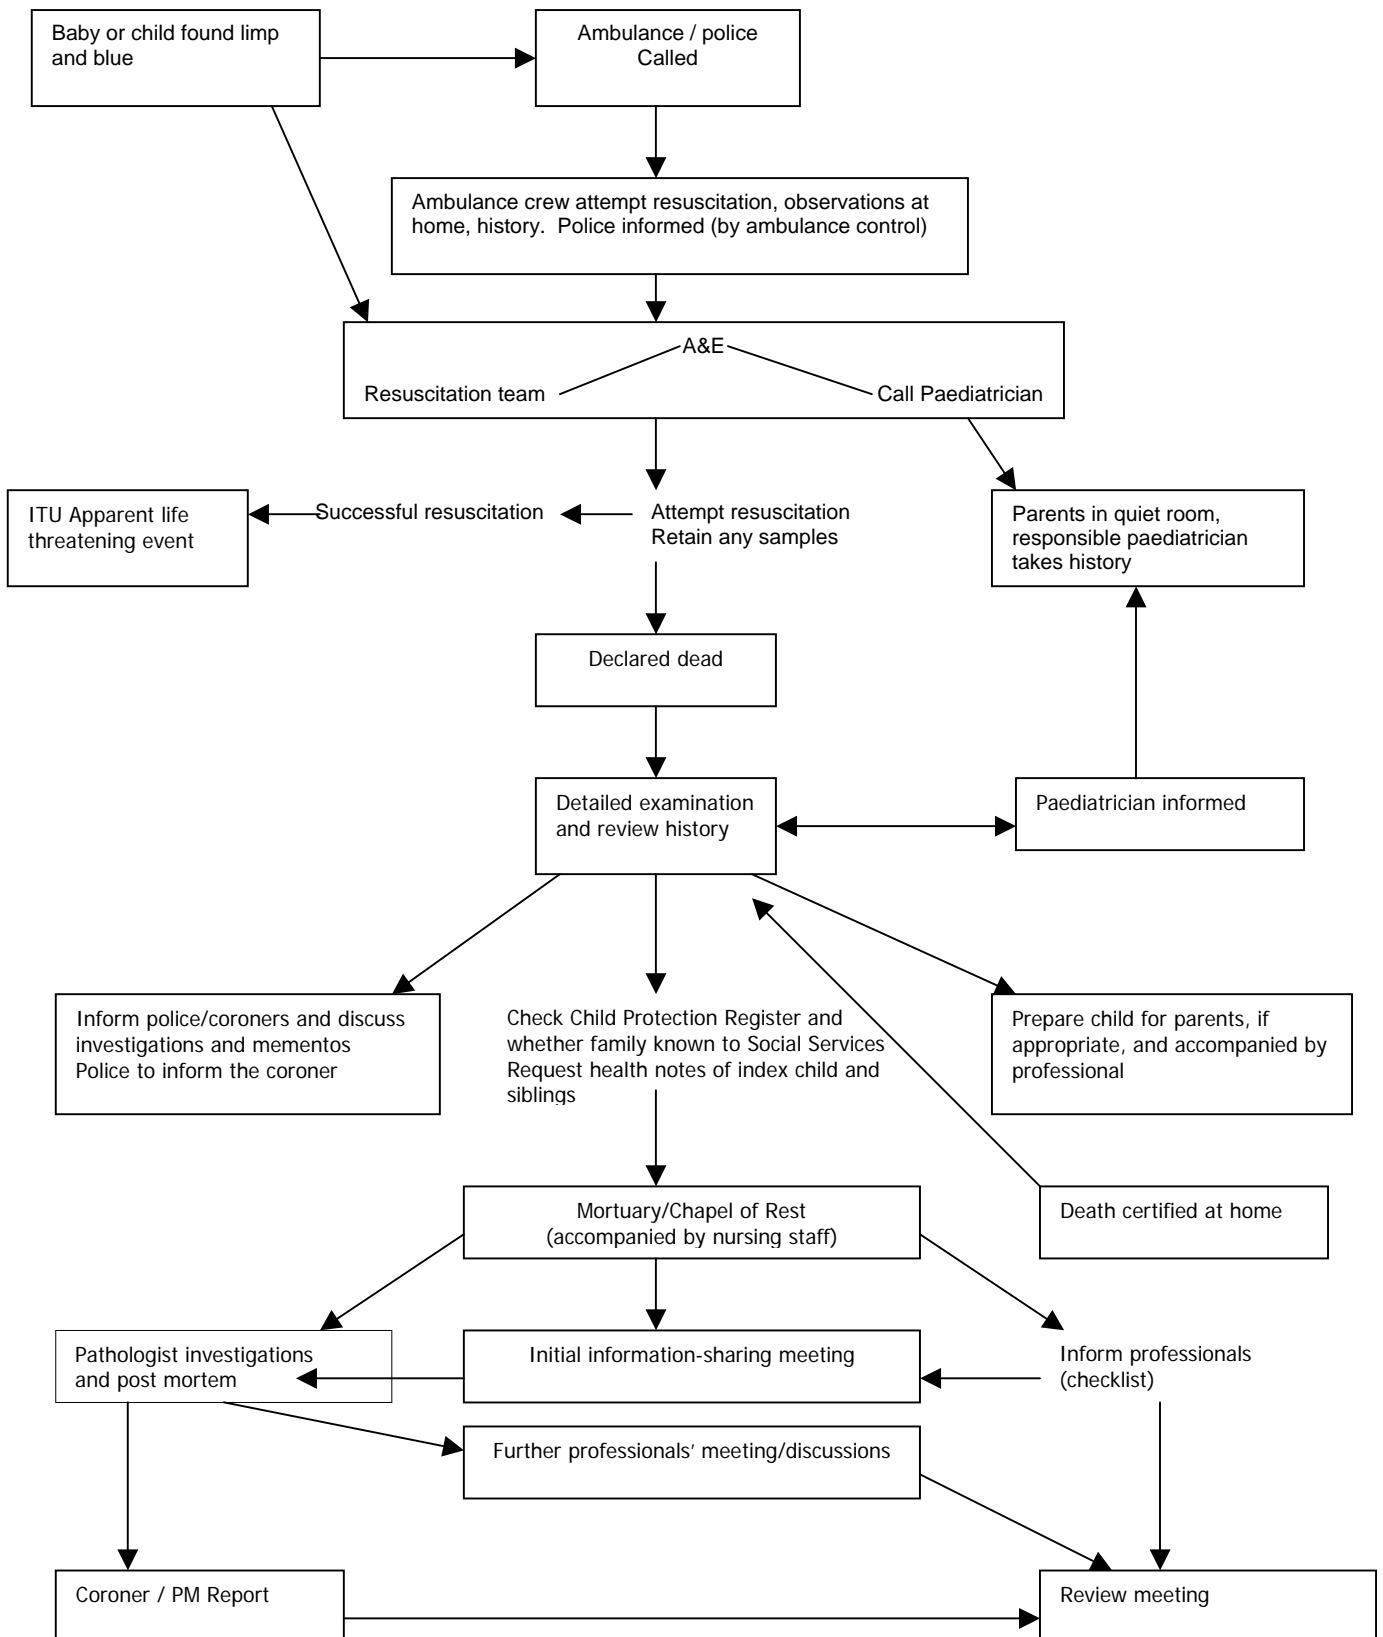 Baby or child found limp
and blue
Ambulance / police
Called
Ambulance crew attempt resuscitation, observations at
home, history.  Police informed (by ambulance control)
A&E
Resuscitation team
Call Paediatrician
ITU Apparent life
threatening event
Successful resuscitation
Attempt resuscitation
Retain any samples
Parents in quiet room,
responsible paediatrician
takes history
Declared dead
Detailed examination
and review history
Paediatrician informed
Inform police/coroners and discuss
investigations and mementos
Police to inform the coroner
Check Child Protection Register and
whether family known to Social Services
Request health notes of index child and
siblings
Prepare child for parents, if
appropriate, and accompanied by
professional
Mortuary/Chapel of Rest
(accompanied by nursing staff)
Death certified at home
Pathologist investigations
and post mortem
Initial information-sharing meeting
Inform professionals
(checklist)
Further professionals’ meeting/discussions
Coroner / PM Report
Review meeting